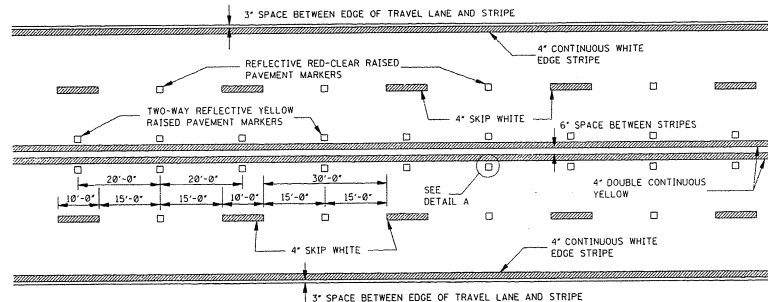 3" SPACE BETWEEN EDGE OF TRAVEL LANE AND STRIPE
4" CONTINUOUS WHITE
EDGE STRIPE
REFLECTIVE RED-CLEAR RAISED
PAVEMENT MARKERS
TWO-WAY REFLECTIVE YELLOW
RAISED PAVEMENT MARKERS
4" SKIP WHITE
6" SPACE BETWEEN STRIPES
20'-0" 20'-0" 30'-0"
10'-0" 15'-0" 15'-0" 10'-0" 15'-0" 15'-0"
SEE
DETAIL A
4" DOUBLE CONTINUOUS
YELLOW
4" SKIP WHITE
4" CONTINUOUS WHITE
EDGE STRIPE
3" SPACE BETWEEN EDGE OF TRAVEL LANE AND STRIPE